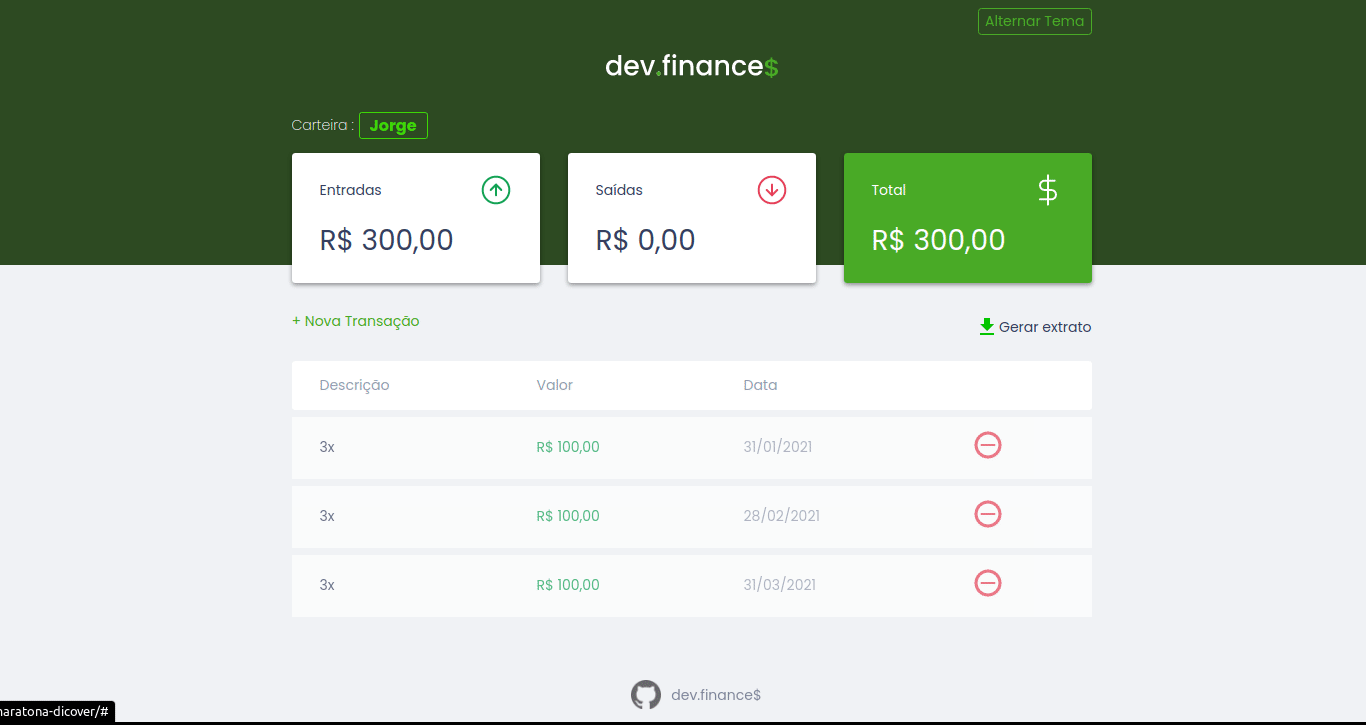 Alternar Tema
dev.finance$
Carteira : Jorge
Entradas
R$ 300,00
Saídas
R$ 0,00
Total
$
R$ 300,00
+ Nova Transação
Gerar extrato
Descrição Valor Data
3x R$ 100,00 31/01/2021
3x R$ 100,00 28/02/2021
3x R$ 100,00 31/03/2021
dev.finance$
naratona-dicover/#